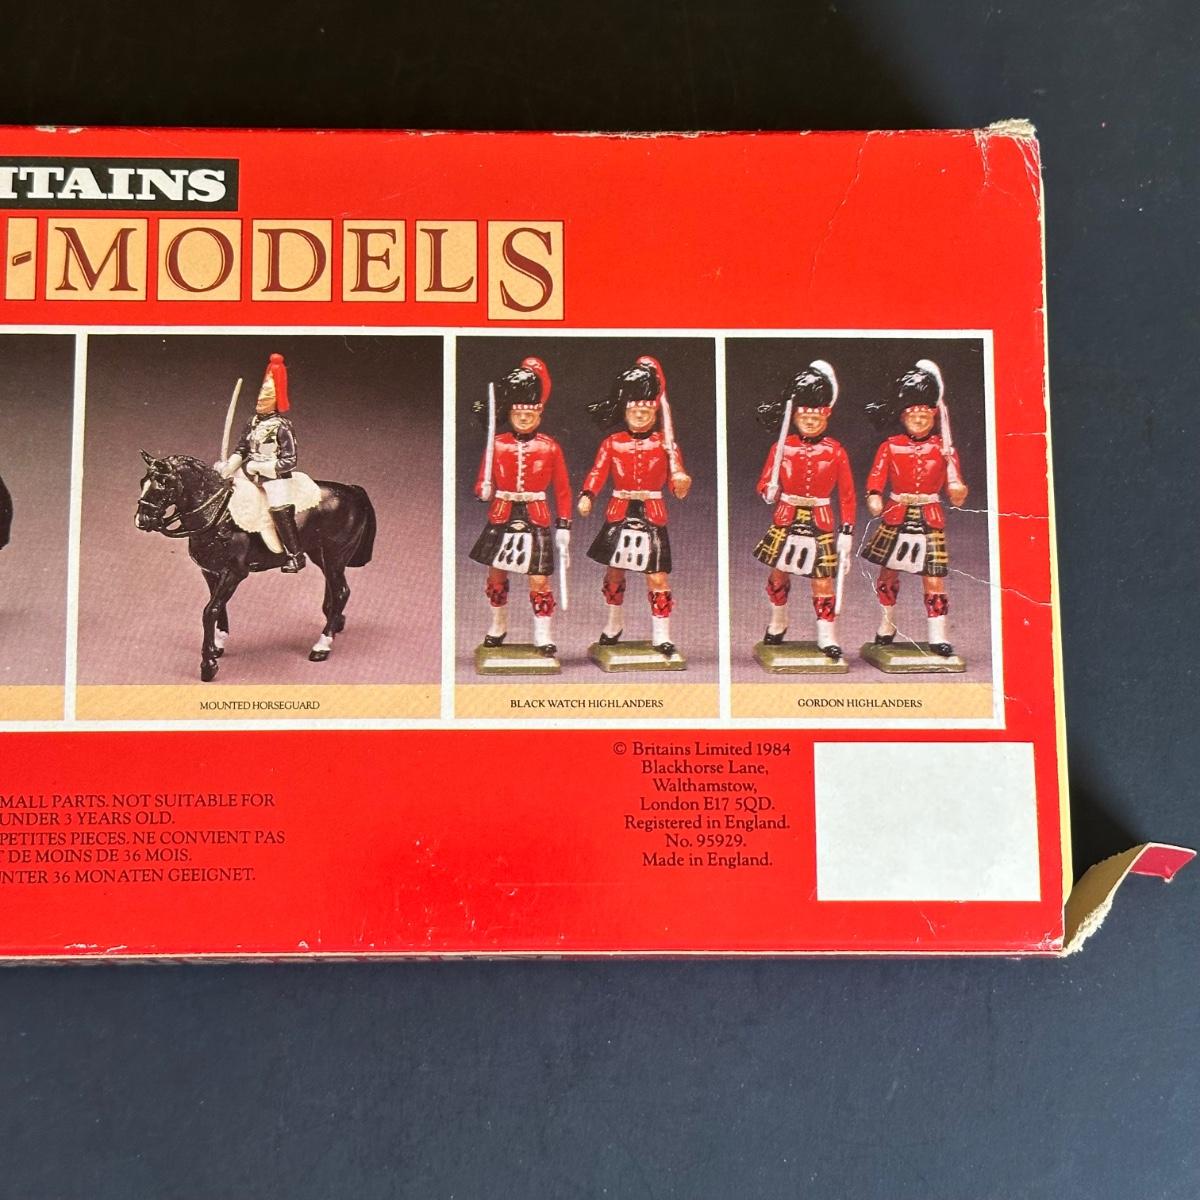 ITAINS
-MODELS
MOUNTED HORSEGUARD
BLACK WATCH HIGHLANDERS
GORDON HIGHLANDERS
© Britains Limited 1984
Blackhorse Lane,
Walthamstow,
London E17 5QD.
Registered in England.
No. 95929.
Made in England.
MALL PARTS. NOT SUITABLE FOR
UNDER 3 YEARS OLD.
PETITES PIECES. NE CONVIENT PAS
T DE MOINS DE 36 MOIS.
NTER 36 MONATEN GEEIGNET.